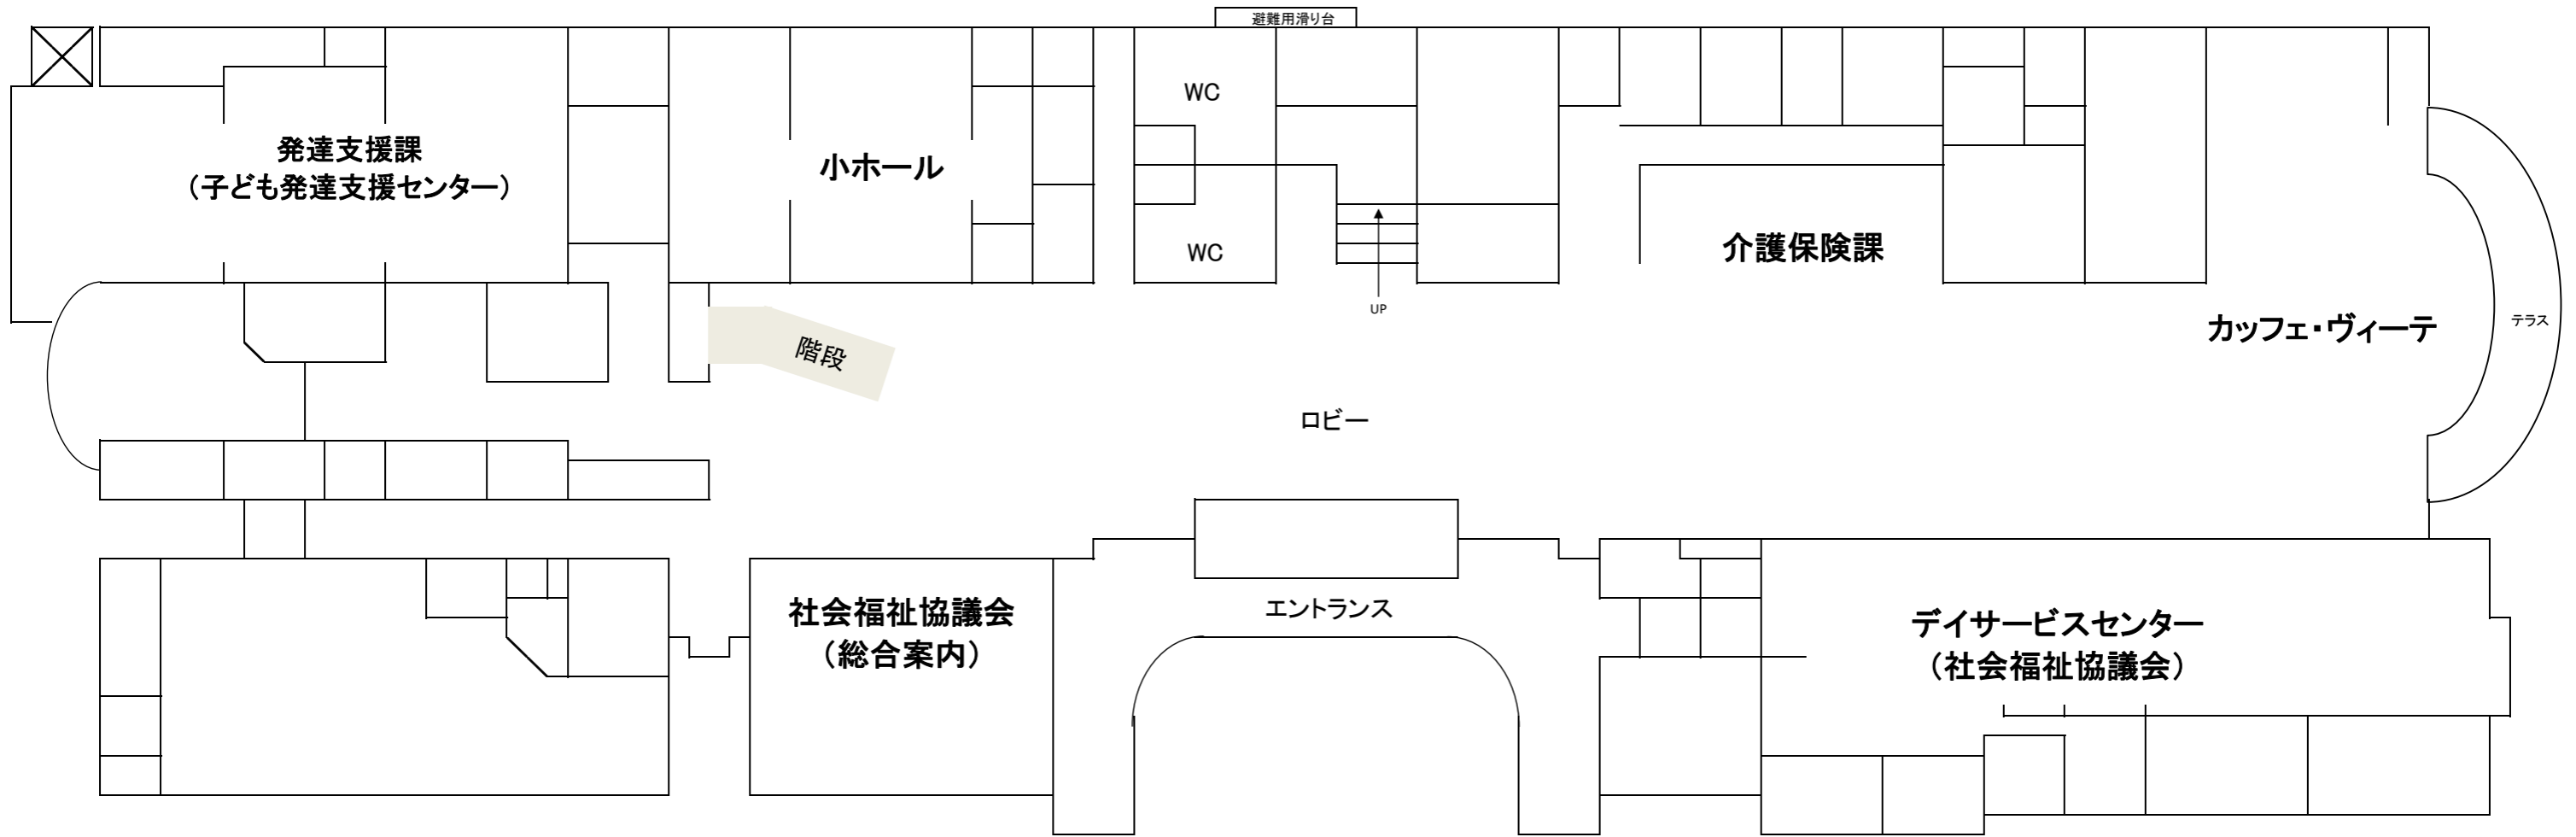 避難用滑り台
WC
発達支援課
（子ども発達支援センター）
小ホール
WC
介護保険課
UP
カッフェ・ヴィーテ
テラス
階段
ロビー
社会福祉協議会
（総合案内）
エントランス
デイサービスセンター
（社会福祉協議会）